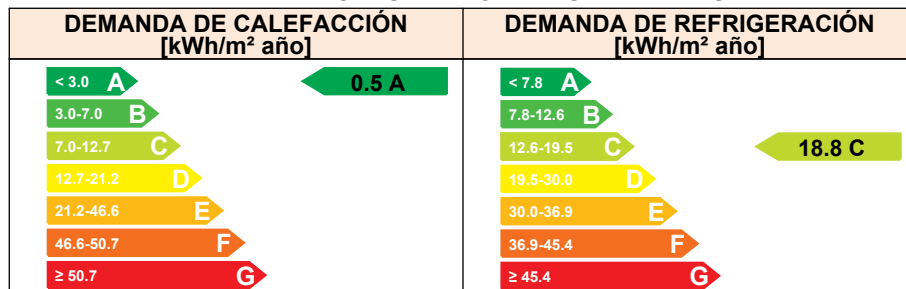 DEMANDA DE CALEFACCIÓN
[kWh/m² año]
< 3.0 A
0.5 A
3.0-7.0 B
7.0-12.7 C
12.7-21.2 D
21.2-46.6 E
46.6-50.7 F
≥ 50.7 G
DEMANDA DE REFRIGERACIÓN
[kWh/m² año]
< 7.8 A
7.8-12.6 B
12.6-19.5 C
18.8 C
19.5-30.0 D
30.0-36.9 E
36.9-45.4 F
≥ 45.4 G